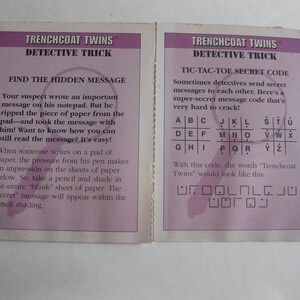 TRENCHCOAT TWINS™
DETECTIVE TRICK
FIND THE HIDDEN MESSAGE
Your suspect wrote an important
message on his notepad. But he
ripped the piece of paper from the
pad—and took the message with
him! Want to know how you can
still read the message? It's easy!
When someone writes on a pad of
paper, the pressure from his pen makes
an impression on the sheets of paper
below. So, take a pencil and shade in
the entire "blank" sheet of paper. The
"secret" message will appear within the
pencil shading.
TRENCHCOAT TWINS™
DETECTIVE TRICK
TIC-TAC-TOE SECRET CODE
Sometimes detectives send secret
messages to each other. Here's a
super-secret message code that's
very hard to crack!
A B C J K L S T U
D E F M N O V W X
G H I P Q R Y Z
With this code, the words "Trenchcoat
Twins" would look like this: